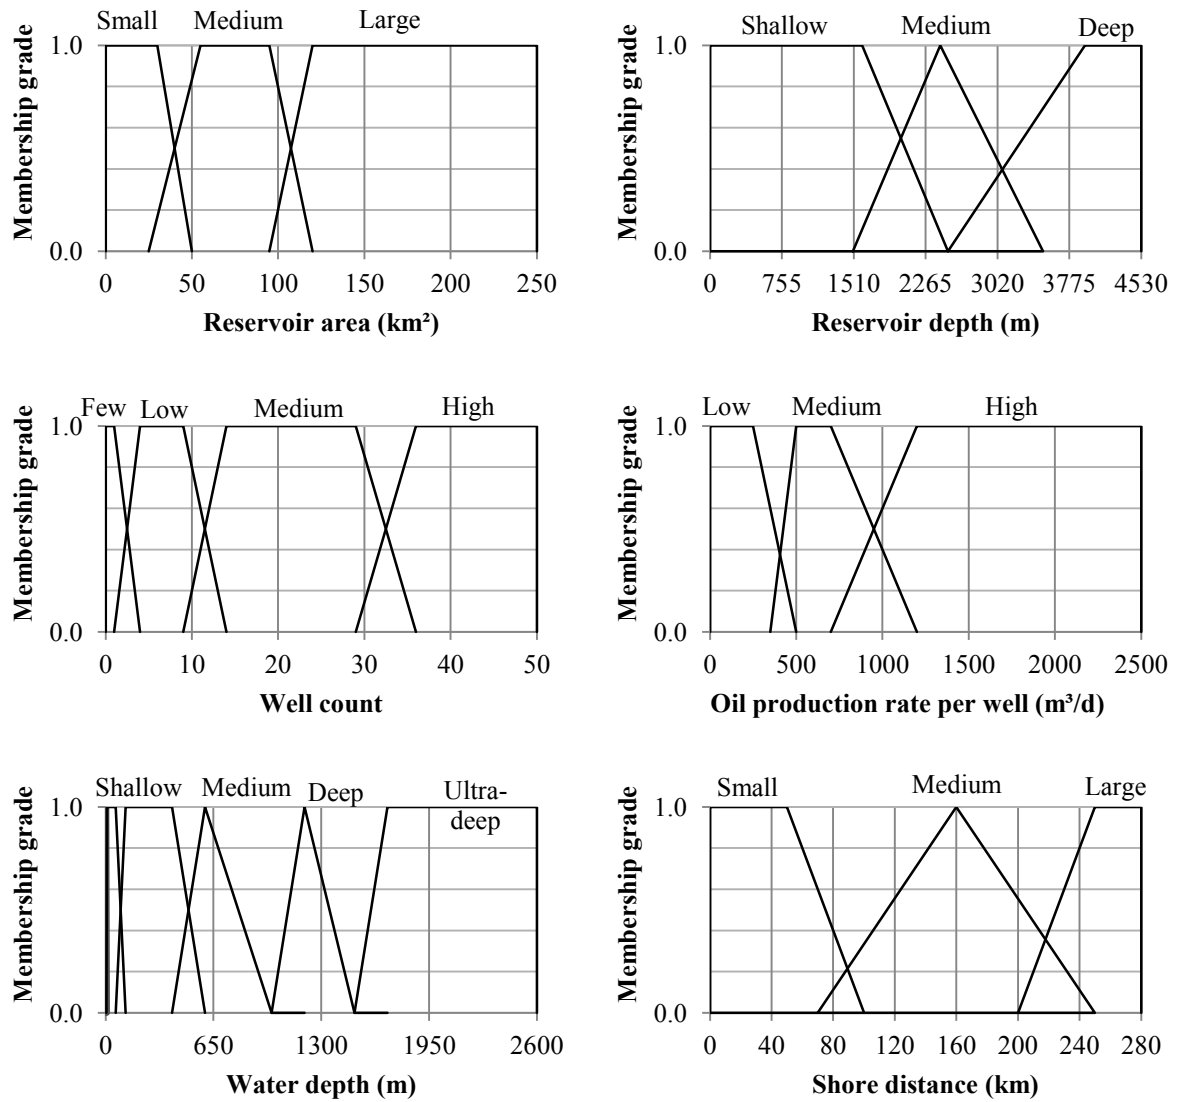 Small Medium Large
Membership grade
1.0
0.0
0 50 100 150 200 250
Reservoir area (km²)
Shallow Medium Deep
Membership grade
1.0
0.0
0 755 1510 2265 3020 3775 4530
Reservoir depth (m)
Few Low Medium High
Membership grade
1.0
0.0
0 10 20 30 40 50
Well count
Low Medium High
Membership grade
1.0
0.0
0 500 1000 1500 2000 2500
Oil production rate per well (m³/d)
Shallow Medium Deep Ultra-
deep
Membership grade
1.0
0.0
0 650 1300 1950 2600
Water depth (m)
Small Medium Large
Membership grade
1.0
0.0
0 40 80 120 160 200 240 280
Shore distance (km)